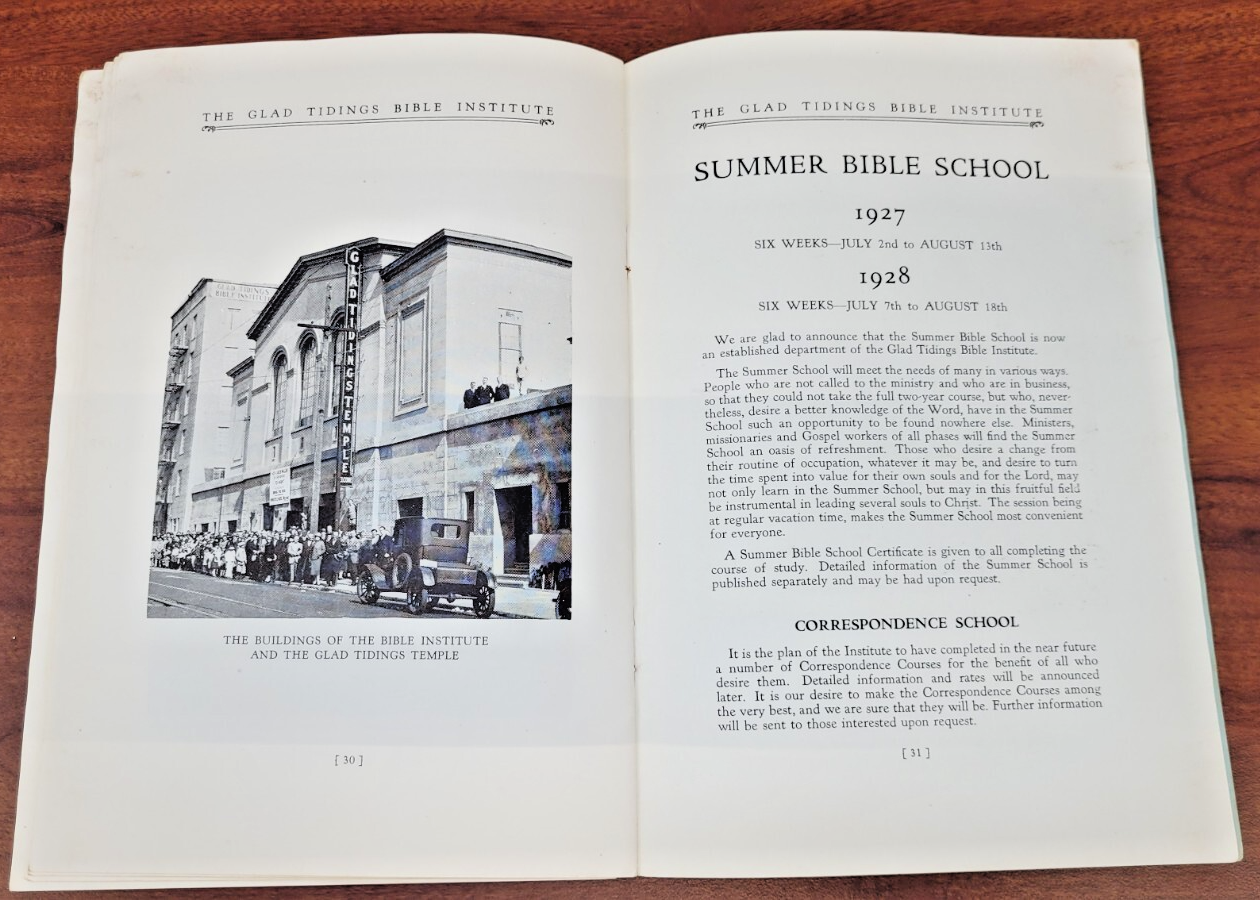 THE GLAD TIDINGS BIBLE INSTITUTE
GLAD TIDINGS
BIBLE INSTITUTE
GLAD TIDINGS TEMPLE
THE BUILDINGS OF THE BIBLE INSTITUTE
AND THE GLAD TIDINGS TEMPLE
[ 30 ]
THE GLAD TIDINGS BIBLE INSTITUTE
SUMMER BIBLE SCHOOL
1927
SIX WEEKS—JULY 2nd to AUGUST 13th
1928
SIX WEEKS—JULY 7th to AUGUST 18th
We are glad to announce that the Summer Bible School is now
an established department of the Glad Tidings Bible Institute.
The Summer School will meet the needs of many in various ways.
People who are not called to the ministry and who are in business,
so that they could not take the full two-year course, but who, never-
theless, desire a better knowledge of the Word, have in the Summer
School such an opportunity to be found nowhere else. Ministers,
missionaries and Gospel workers of all phases will find the Summer
School an oasis of refreshment. Those who desire a change from
their routine of occupation, whatever it may be, and desire to turn
the time spent into value for their own souls and for the Lord, may
not only learn in the Summer School, but may in this fruitful field
be instrumental in leading several souls to Christ. The session being
at regular vacation time, makes the Summer School most convenient
for everyone.
A Summer Bible School Certificate is given to all completing the
course of study. Detailed information of the Summer School is
published separately and may be had upon request.
CORRESPONDENCE SCHOOL
It is the plan of the Institute to have completed in the near future
a number of Correspondence Courses for the benefit of all who
desire them. Detailed information and rates will be announced
later. It is our desire to make the Correspondence Courses among
the very best, and we are sure that they will be. Further information
will be sent to those interested upon request.
[ 31 ]